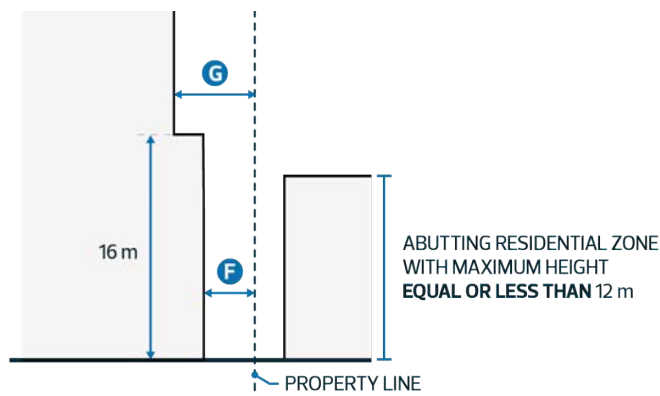 G
16 m
F
ABUTTING RESIDENTIAL ZONE
WITH MAXIMUM HEIGHT
EQUAL OR LESS THAN 12 m
PROPERTY LINE